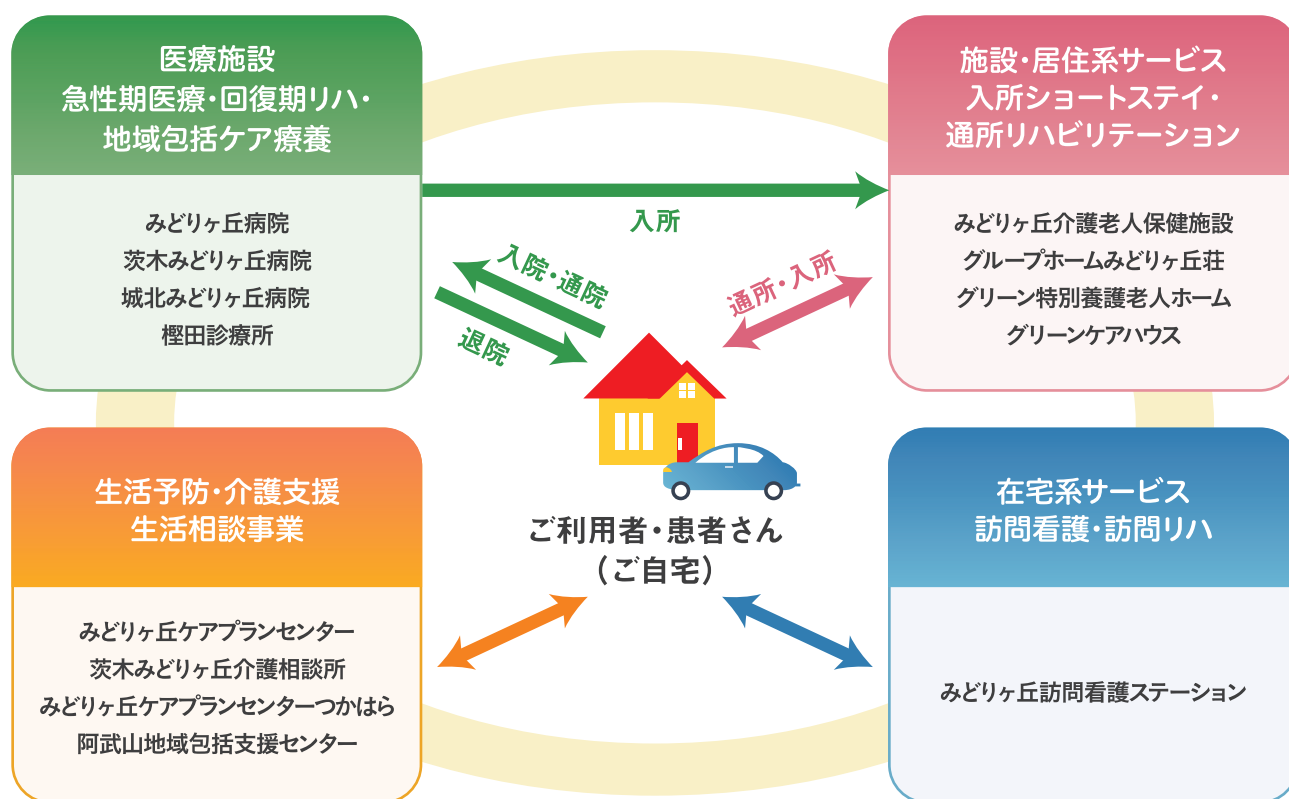 医療施設
急性期医療・回復期リハ・
地域包括ケア療養
みどりヶ丘病院
茨木みどりヶ丘病院
城北みどりヶ丘病院
樫田診療所
施設・居住系サービス
入所ショートステイ・
通所リハビリテーション
みどりヶ丘介護老人保健施設
グループホームみどりヶ丘荘
グリーン特別養護老人ホーム
グリーンケアハウス
入所
入院・通院
退院
通所・入所
ご利用者・患者さん
（ご自宅）
生活予防・介護支援
生活相談事業
みどりヶ丘ケアプランセンター
茨木みどりヶ丘介護相談所
みどりヶ丘ケアプランセンターつかはら
阿武山地域包括支援センター
在宅系サービス
訪問看護・訪問リハ
みどりヶ丘訪問看護ステーション